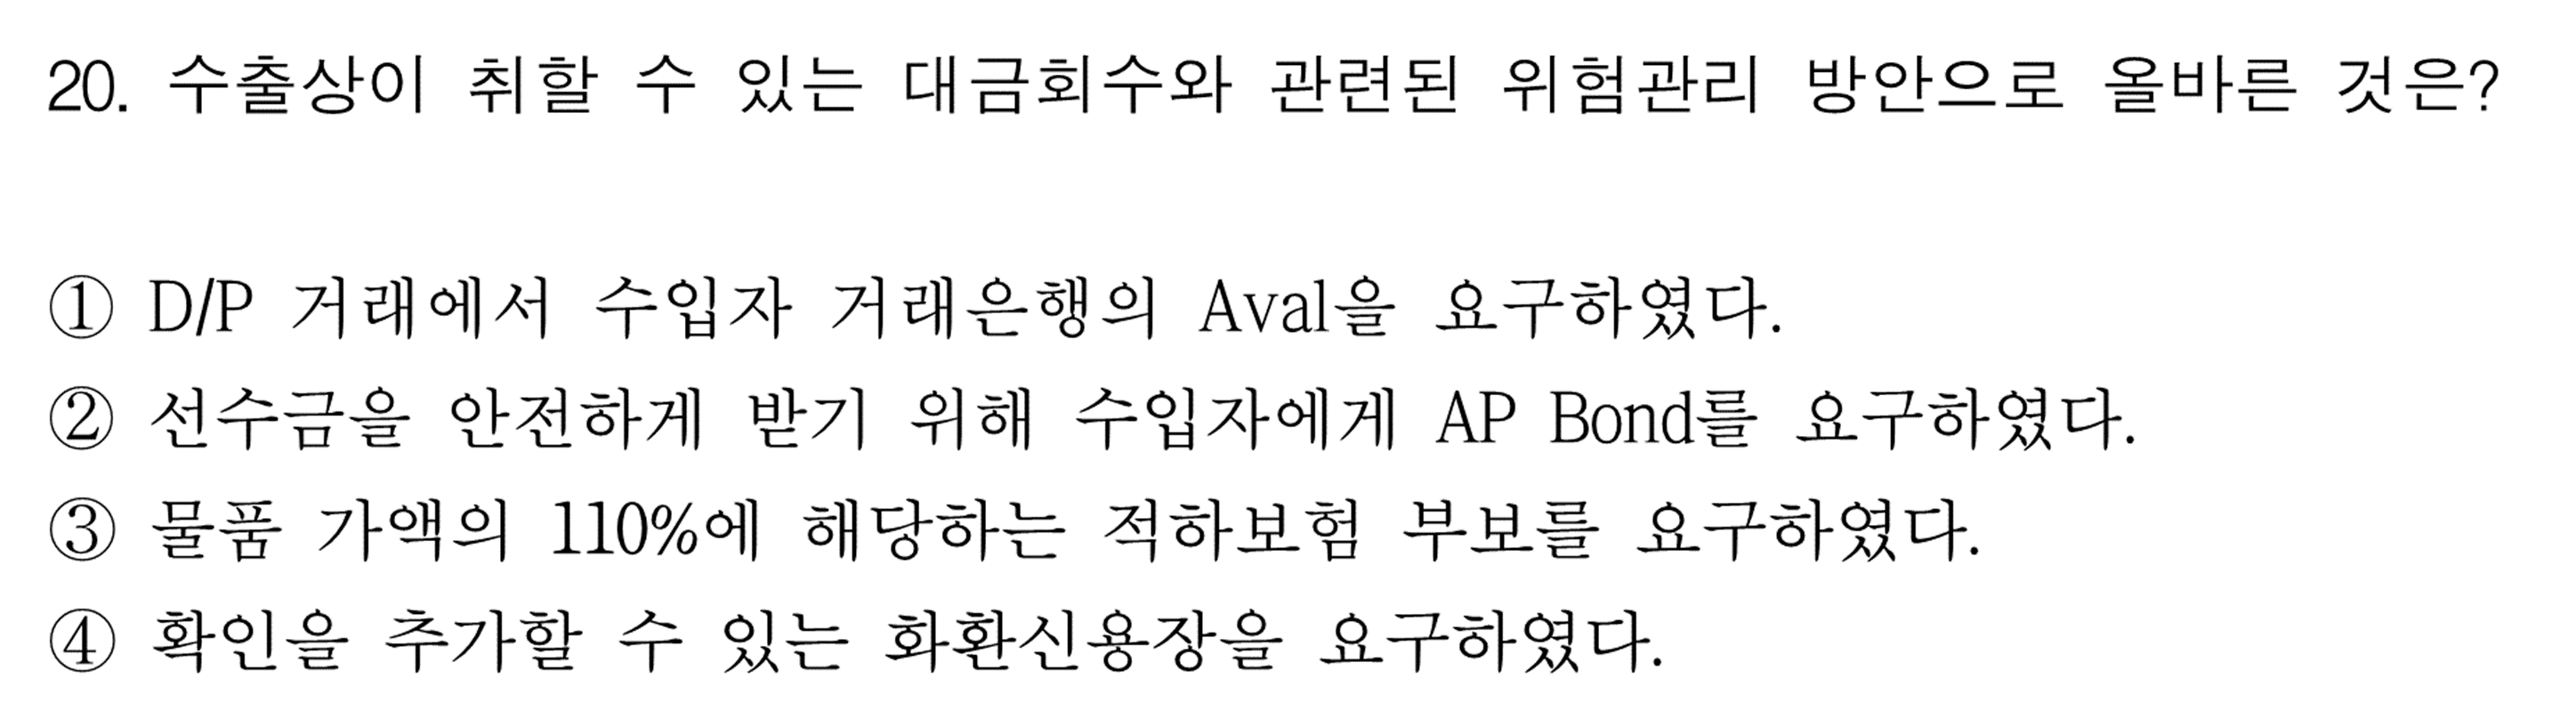 20. 수출상이 취할 수 있는 대금회수와 관련된 위험관리 방안으로 올바른 것은?
① D/P 거래에서 수입자 거래은행의 Aval을 요구하였다.
② 선수금을 안전하게 받기 위해 수입자에게 AP Bond를 요구하였다.
③ 물품 가액의 110%에 해당하는 적하보험 부보를 요구하였다.
④ 확인을 추가할 수 있는 화환신용장을 요구하였다.